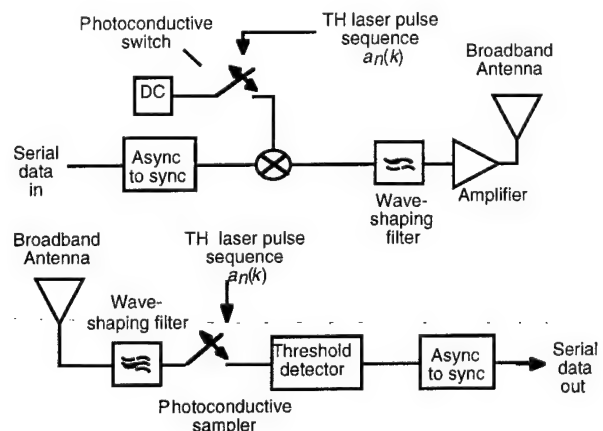 Photoconductive
switch
TH laser pulse
sequence
an(k)
Broadband
Antenna
DC
Serial
data
in
Async
to sync
Wave-
shaping
filter
Amplifier
Broadband
Antenna
TH laser pulse
sequence
an(k)
Wave-
shaping filter
Threshold
detector
Async
to sync
Serial
data
out
Photoconductive
sampler